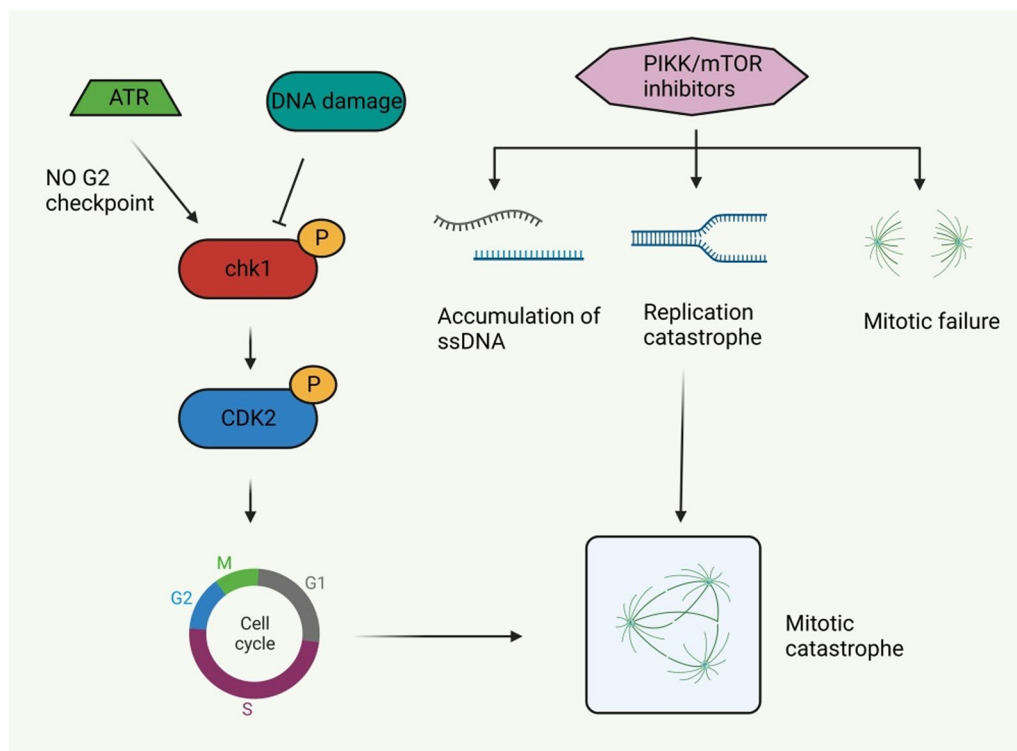 ATR
DNA damage
PIKK/mTOR
inhibitors
NO G2
checkpoint
P
chk1
Accumulation of
ssDNA
Replication
catastrophe
Mitotic failure
P
CDK2
M
G1
G2
Cell
cycle
S
Mitotic
catastrophe